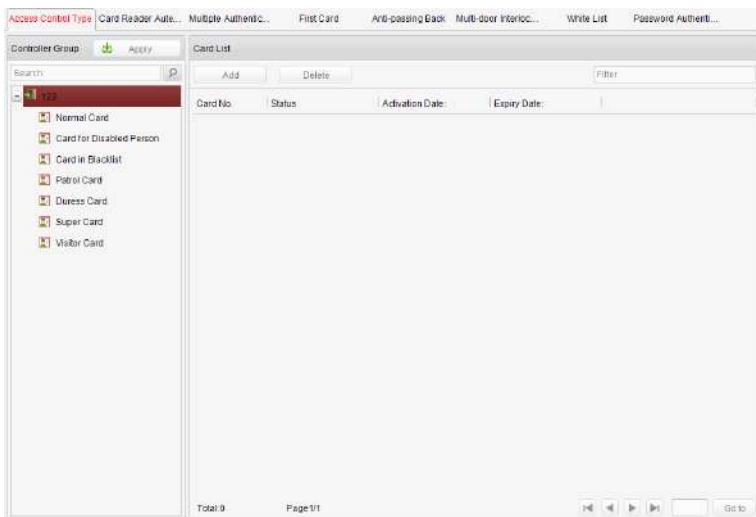 Access Control Type Card Reader Aute... Multiple Authentic... First Card Anti-passing Back Multi-door Interloc... White List Password Authenti...
Controller Group Apply Card List
Search Add Delete Filter
123 Card No. Status Activation Date: Expiry Date:
Normal Card
Card for Disabled Person
Card in Blacklist
Patrol Card
Duress Card
Super Card
Visitor Card
Total:0 Page1/1 Go to